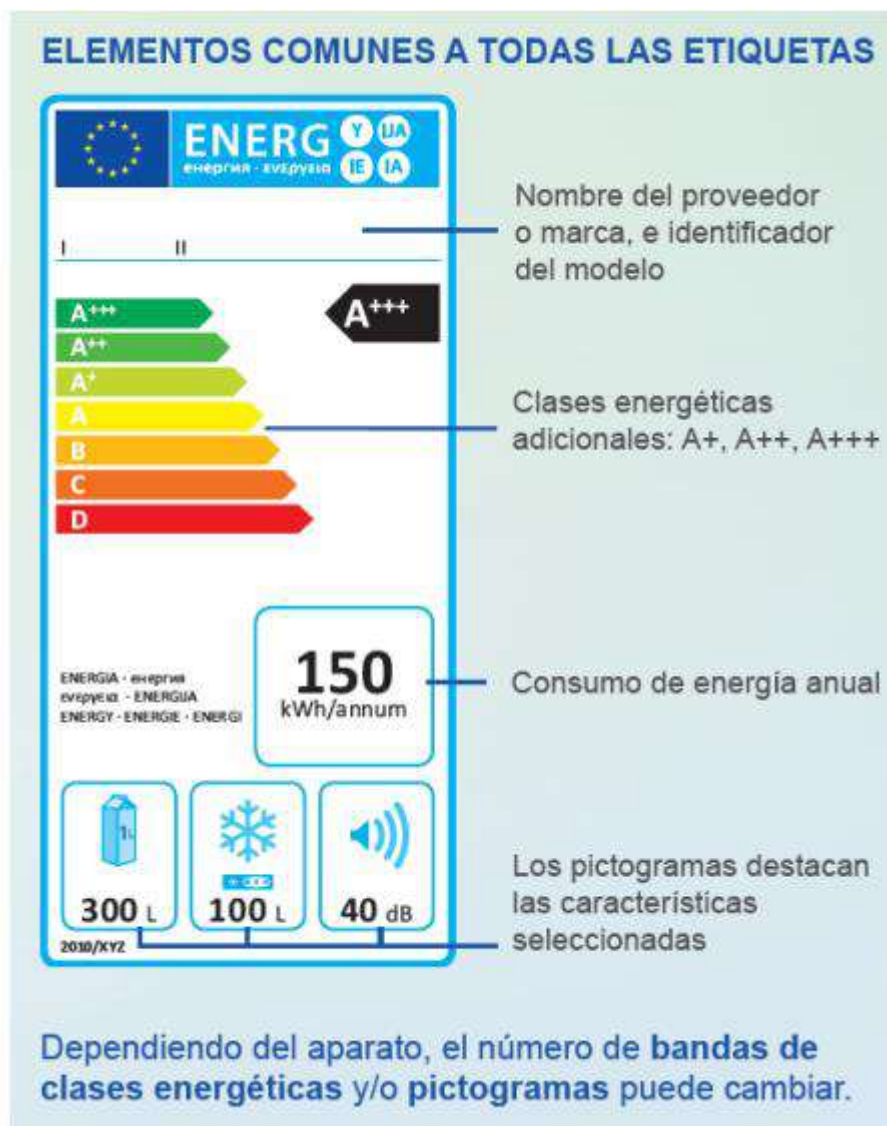 ELEMENTOS COMUNES A TODAS LAS ETIQUETAS
ENERG
Y IJA
енергия · ενεργεια
IE IA
Nombre del proveedor
o marca, e identificador
del modelo
I II
A+++
A+++
A++
A+
A
B
C
D
Clases energéticas
adicionales: A+, A++, A+++
ENERGIA · енергия
ενεργεια · ENERGIJA
ENERGY · ENERGIE · ENERGI
150
kWh/annum
Consumo de energía anual
1L
300 L
100 L
40 dB
2010/XYZ
Los pictogramas destacan
las características
seleccionadas
Dependiendo del aparato, el número de bandas de
clases energéticas y/o pictogramas puede cambiar.